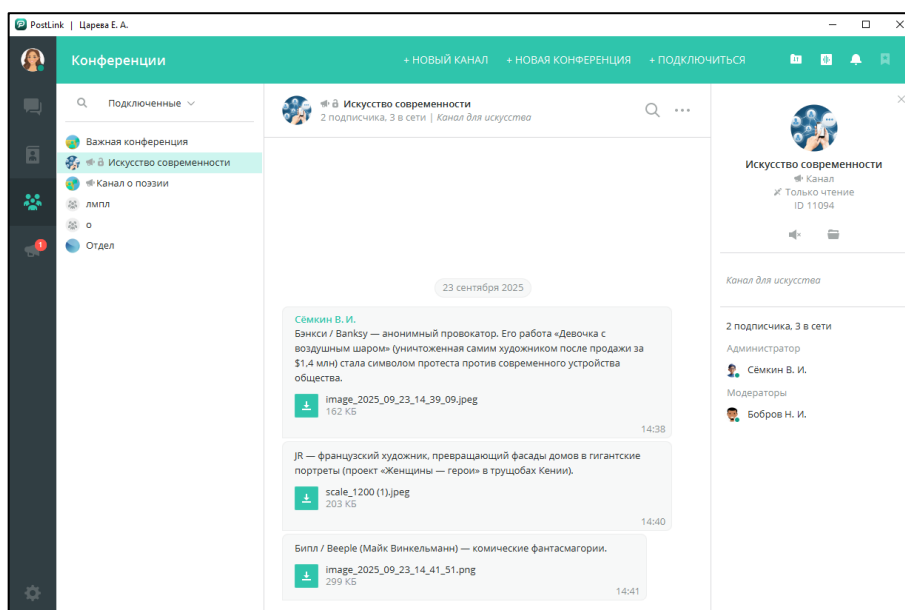 PostLink | Царева Е. А.
Конференции
+ НОВЫЙ КАНАЛ + НОВАЯ КОНФЕРЕНЦИЯ + ПОДКЛЮЧИТЬСЯ
Подключенные
Важная конференция
Искусство современности
Канал о поэзии
лмпл
о
Отдел
1
Искусство современности
2 подписчика, 3 в сети | Канал для искусства
23 сентября 2025
Сёмкин В. И.
Бэнкси / Banksy — анонимный провокатор. Его работа «Девочка с
воздушным шаром» (уничтоженная самим художником после продажи за
$1,4 млн) стала символом протеста против современного устройства
общества.
image_2025_09_23_14_39_09.jpeg
162 КБ
14:38
JR — французский художник, превращающий фасады домов в гигантские
портреты (проект «Женщины — герои» в трущобах Кении).
scale_1200 (1).jpeg
203 КБ
14:40
Бипл / Beeple (Майк Винкельманн) — комические фантасмагории.
image_2025_09_23_14_41_51.png
299 КБ
14:41
Искусство современности
Канал
Только чтение
ID 11094
Канал для искусства
2 подписчика, 3 в сети
Администратор
Сёмкин В. И.
Модераторы
Бобров Н. И.